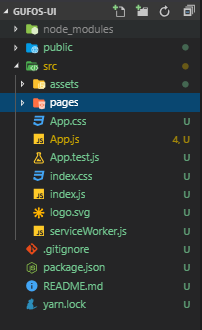 GUFOS-UI
node_modules
public
src
assets
pages
App.css U
App.js 4, U
App.test.js U
index.css U
index.js U
logo.svg U
serviceWorker.js U
.gitignore U
package.json U
README.md U
yarn.lock U